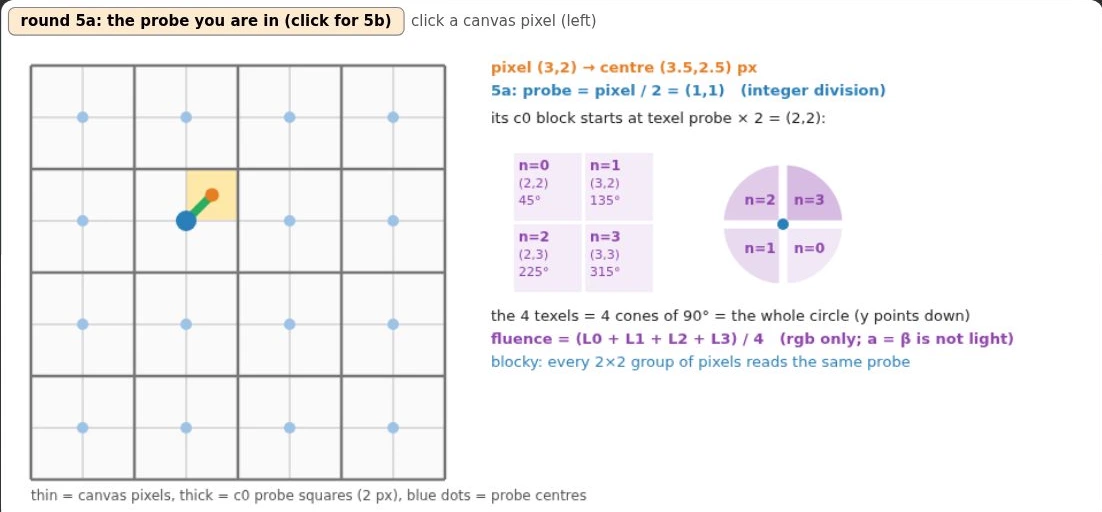 round 5a: the probe you are in (click for 5b) click a canvas pixel (left)
pixel (3,2) → centre (3.5,2.5) px
5a: probe = pixel / 2 = (1,1) (integer division)
its c0 block starts at texel probe × 2 = (2,2):
n=0
(2,2)
45°
n=1
(3,2)
135°
n=2
(2,3)
225°
n=3
(3,3)
315°
n=2 n=3
n=1 n=0
the 4 texels = 4 cones of 90° = the whole circle (y points down)
fluence = (L0 + L1 + L2 + L3) / 4 (rgb only; a = β is not light)
blocky: every 2×2 group of pixels reads the same probe
thin = canvas pixels, thick = c0 probe squares (2 px), blue dots = probe centres